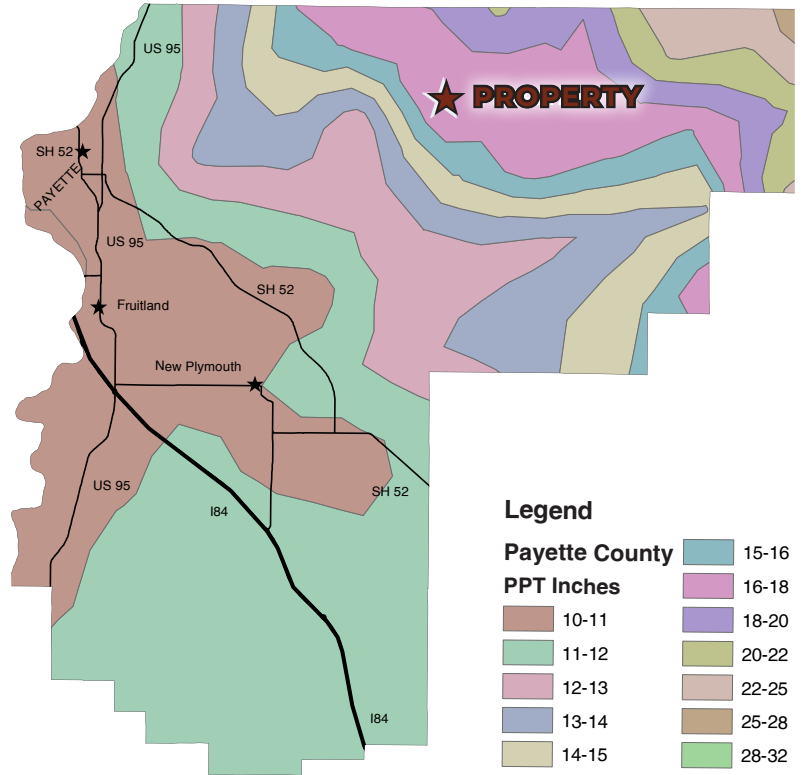 US 95
PROPERTY
SH 52
PAYETTE
US 95
SH 52
Fruitland
New Plymouth
US 95
SH 52
I84
I84
Legend
Payette County
PPT Inches
10-11
11-12
12-13
13-14
14-15
15-16
16-18
18-20
20-22
22-25
25-28
28-32